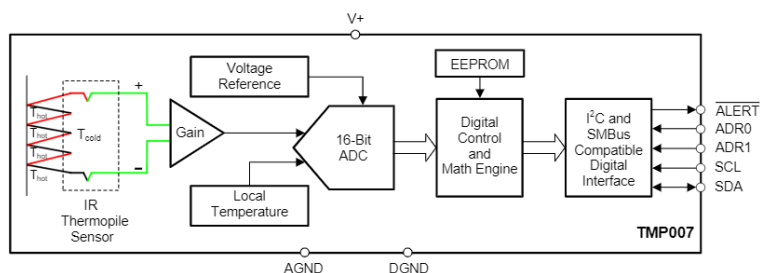 V+
Voltage
Reference
EEPROM
+
Thot
Thot
Thot
Thot
Tcold
−
Gain
16-Bit
ADC
Digital
Control
and
Math Engine
I²C and
SMBus
Compatible
Digital
Interface
ALERT
ADR0
ADR1
SCL
SDA
Local
Temperature
IR
Thermopile
Sensor
TMP007
AGND
DGND